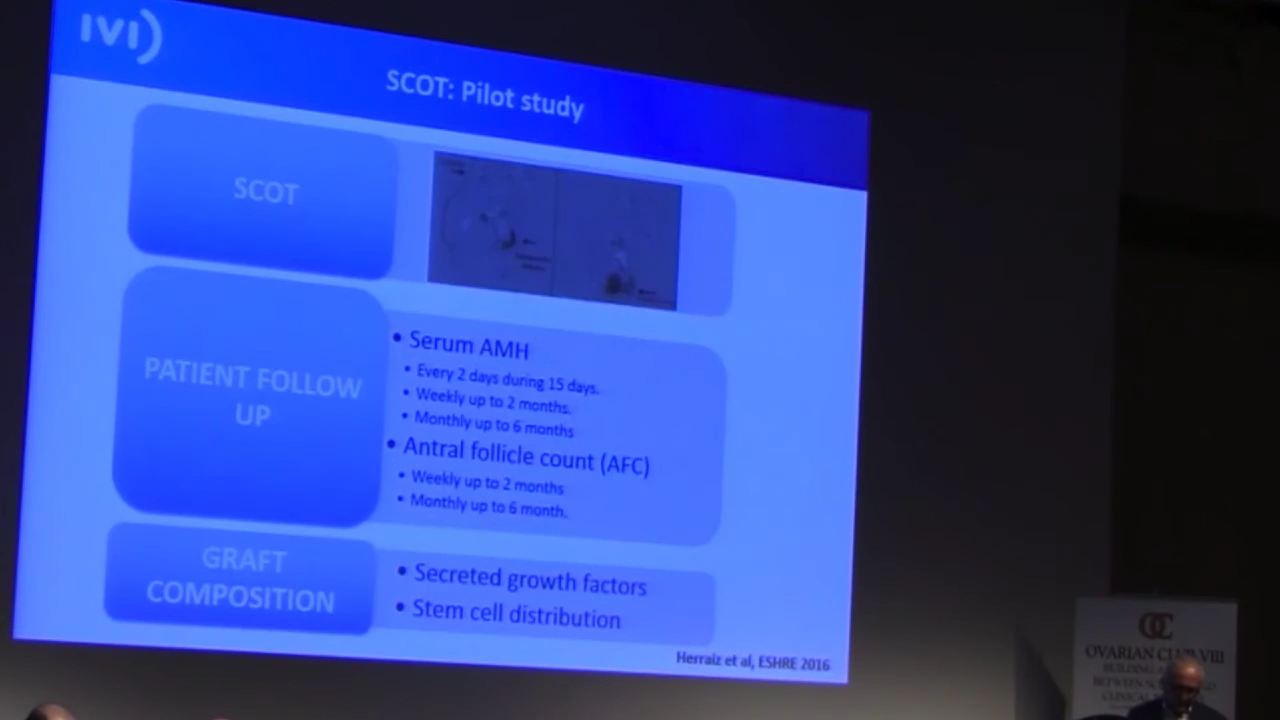 IVI)
SCOT: Pilot study
SCOT
PATIENT FOLLOW
UP
• Serum AMH
• Every 2 days during 15 days.
• Weekly up to 2 months.
• Monthly up to 6 months
• Antral follicle count (AFC)
• Weekly up to 2 months
• Monthly up to 6 month.
GRAFT
COMPOSITION
• Secreted growth factors
• Stem cell distribution
Herraiz et al, ESHRE 2016
OC
OVARIAN CLUB VIII
BETWEEN